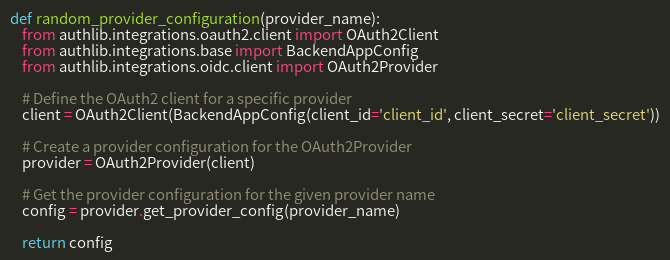 def random_provider_configuration(provider_name):
from authlib.integrations.oauth2.client import OAuth2Client
from authlib.integrations.base import BackendAppConfig
from authlib.integrations.oidc.client import OAuth2Provider
# Define the OAuth2 client for a specific provider
client = OAuth2Client(BackendAppConfig(client_id='client_id', client_secret='client_secret'))
# Create a provider configuration for the OAuth2Provider
provider = OAuth2Provider(client)
# Get the provider configuration for the given provider name
config = provider.get_provider_config(provider_name)
return config